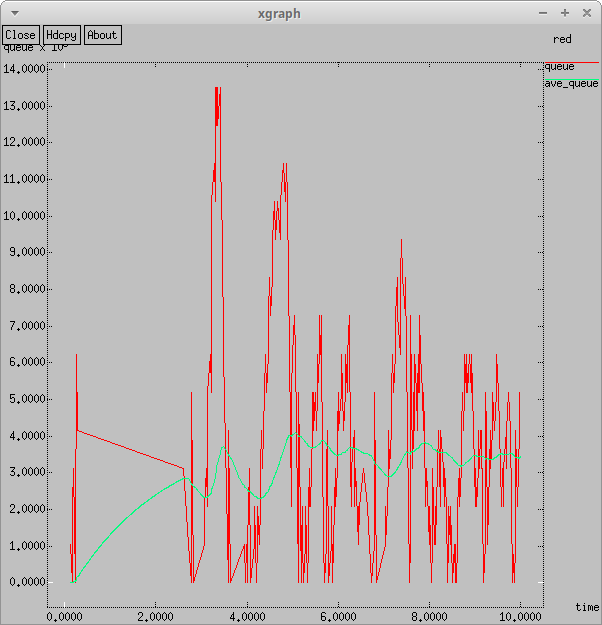 xgraph
Close Hdcpy About
queue x 10
red
queue
ave_queue
14.0000
13.0000
12.0000
11.0000
10.0000
9.0000
8.0000
7.0000
6.0000
5.0000
4.0000
3.0000
2.0000
1.0000
0.0000
time
0.0000 2.0000 4.0000 6.0000 8.0000 10.0000